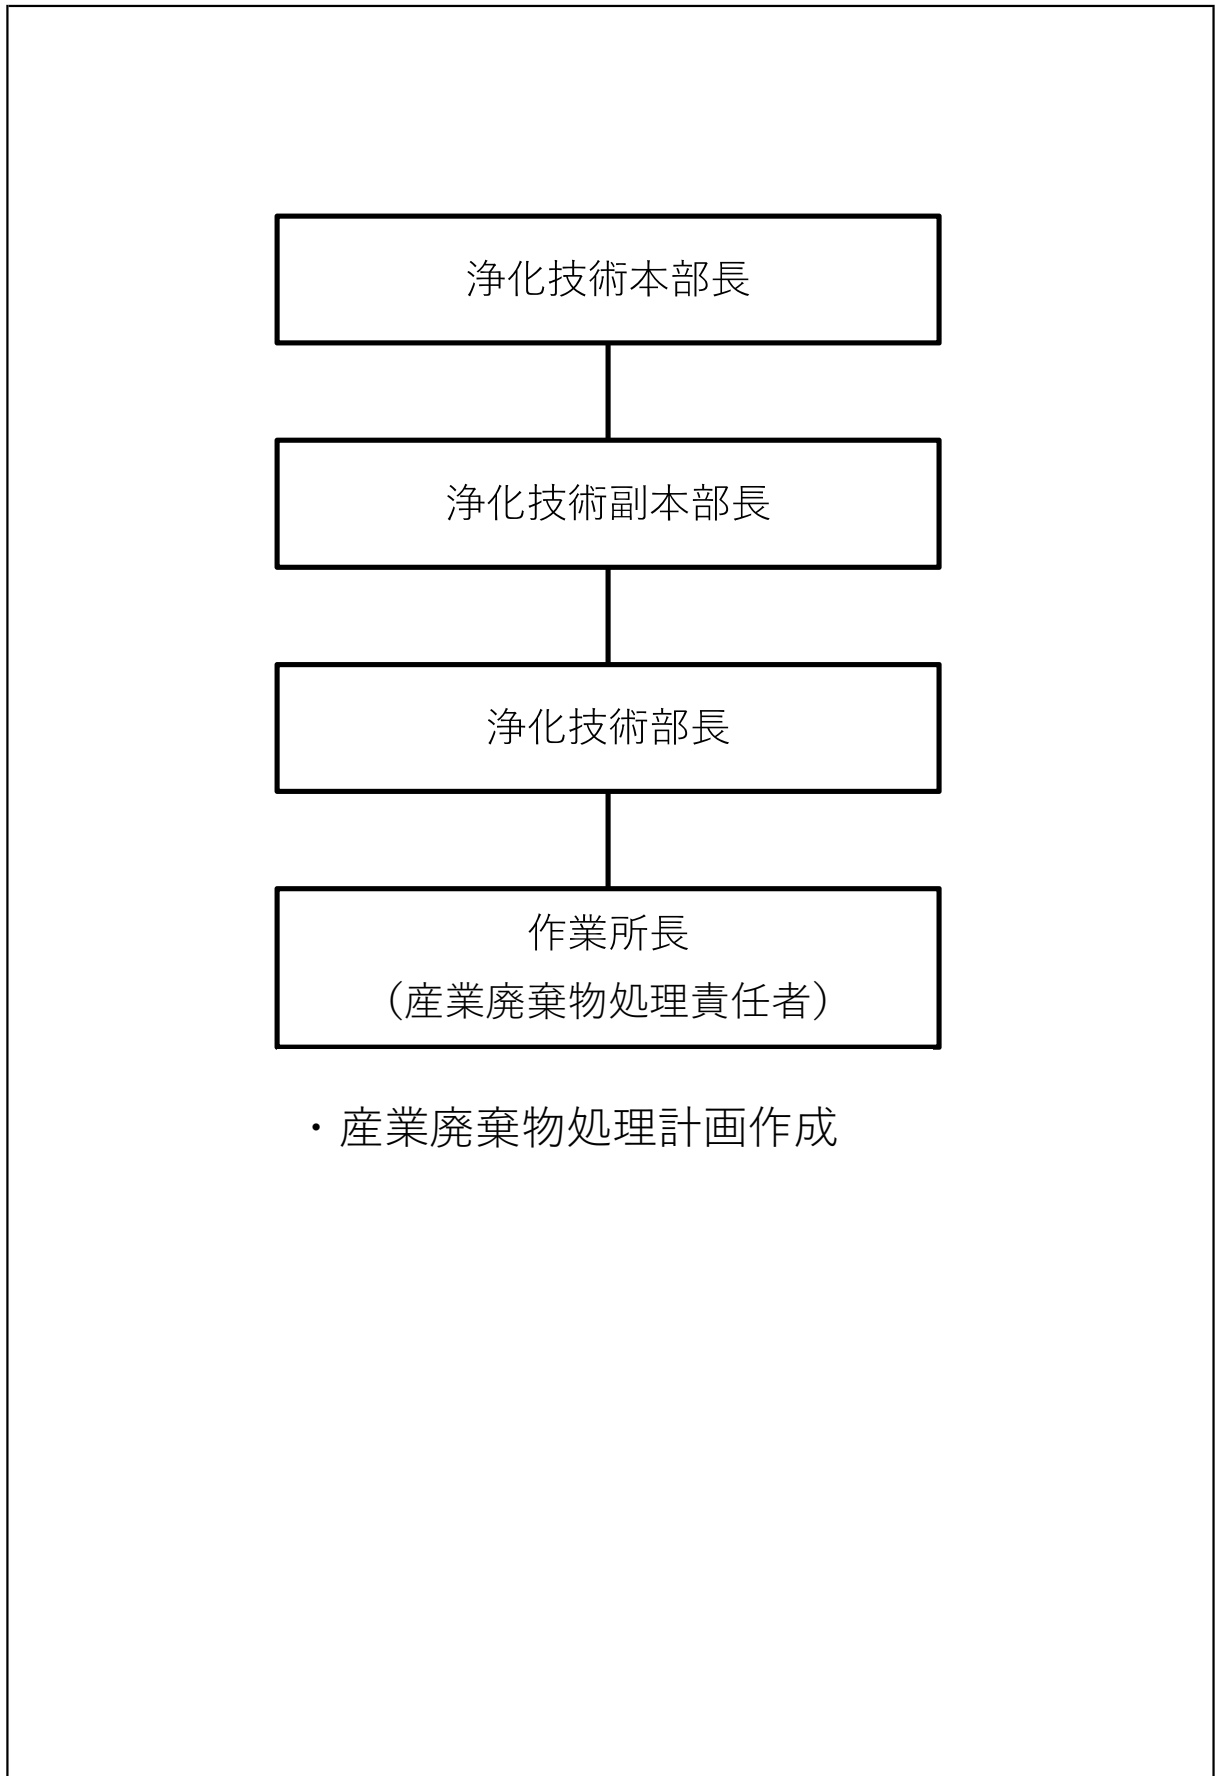 浄化技術本部長
浄化技術副本部長
浄化技術部長
作業所長
（産業廃棄物処理責任者）
・産業廃棄物処理計画作成